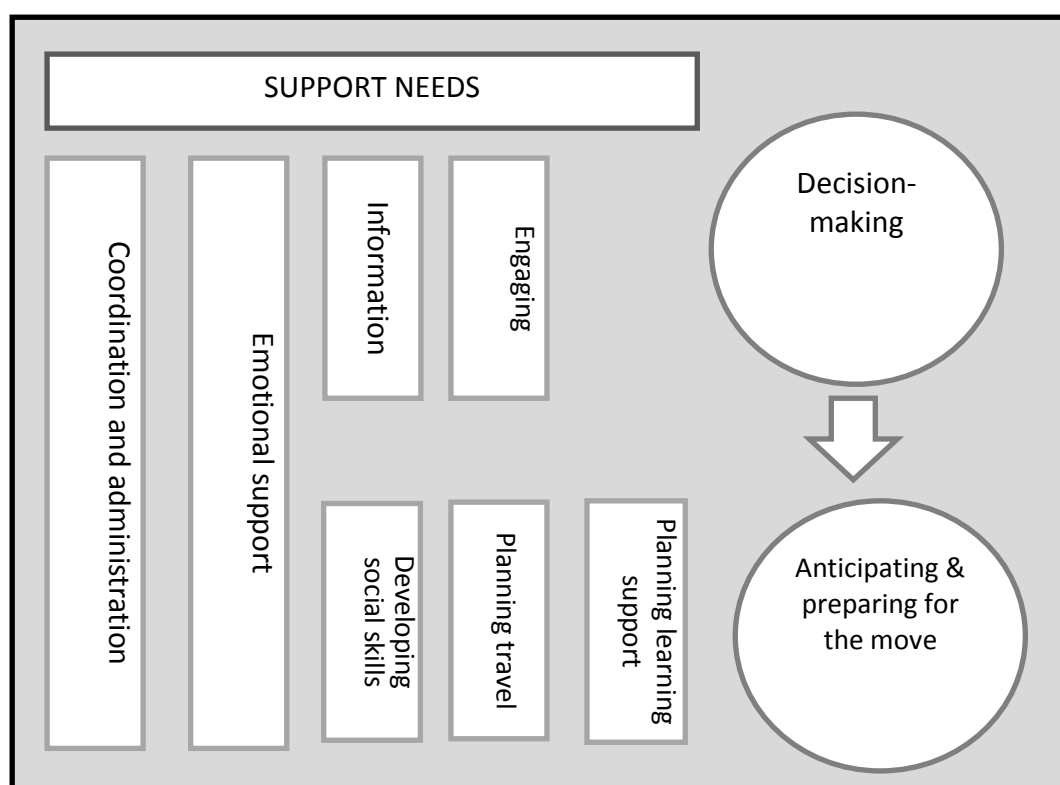 SUPPORT NEEDS
Coordination and administration
Emotional support
Information
Engaging
Decision-
making
Developing
social skills
Planning travel
Planning learning
support
Anticipating &
preparing for
the move